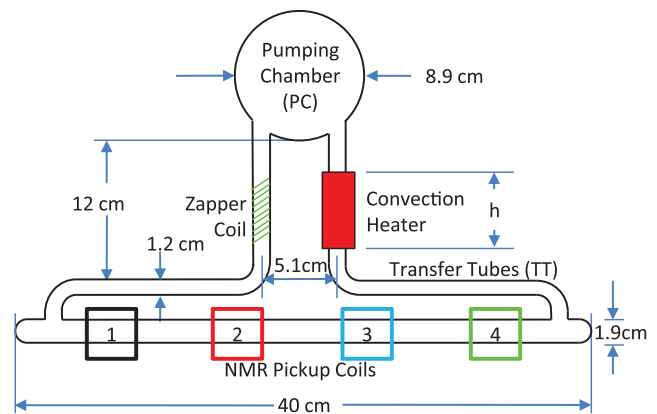 Pumping
Chamber
(PC)
8.9 cm
12 cm
Zapper
Coil
Convection
Heater
h
1.2 cm
5.1cm
Transfer Tubes (TT)
1
2
3
4
1.9cm
NMR Pickup Coils
40 cm